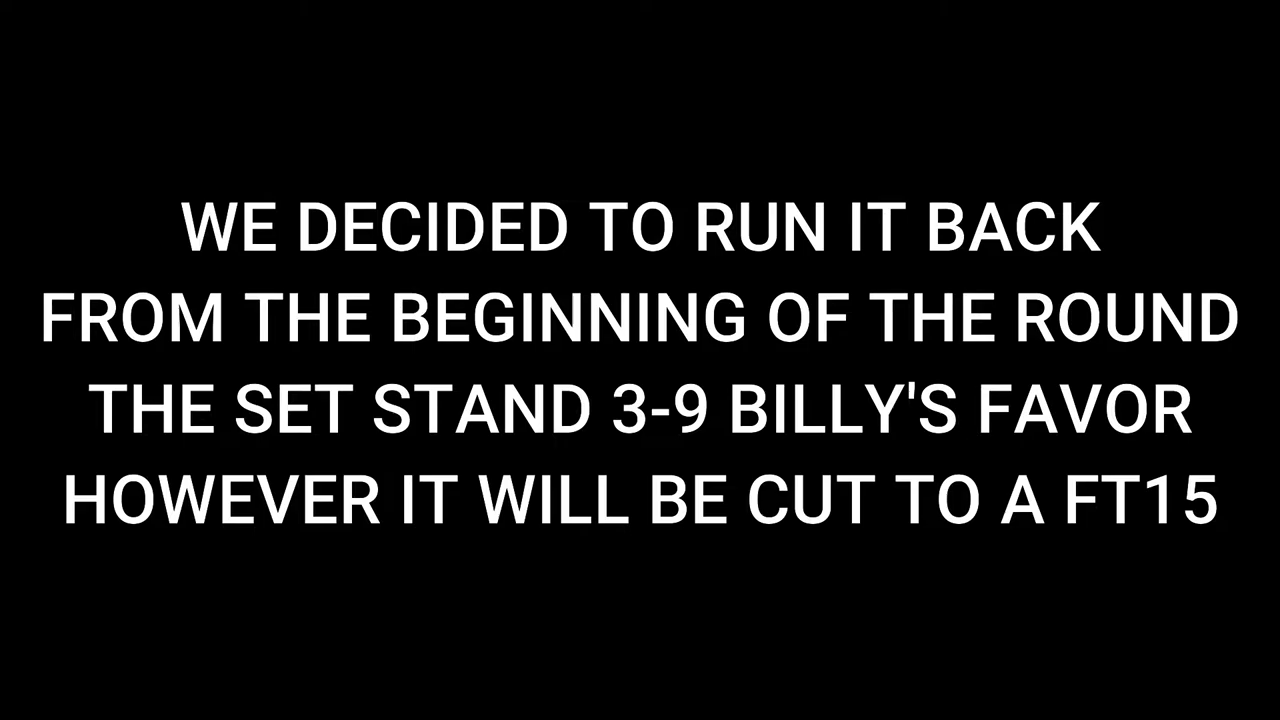 WE DECIDED TO RUN IT BACK
FROM THE BEGINNING OF THE ROUND
THE SET STAND 3-9 BILLY'S FAVOR
HOWEVER IT WILL BE CUT TO A FT15